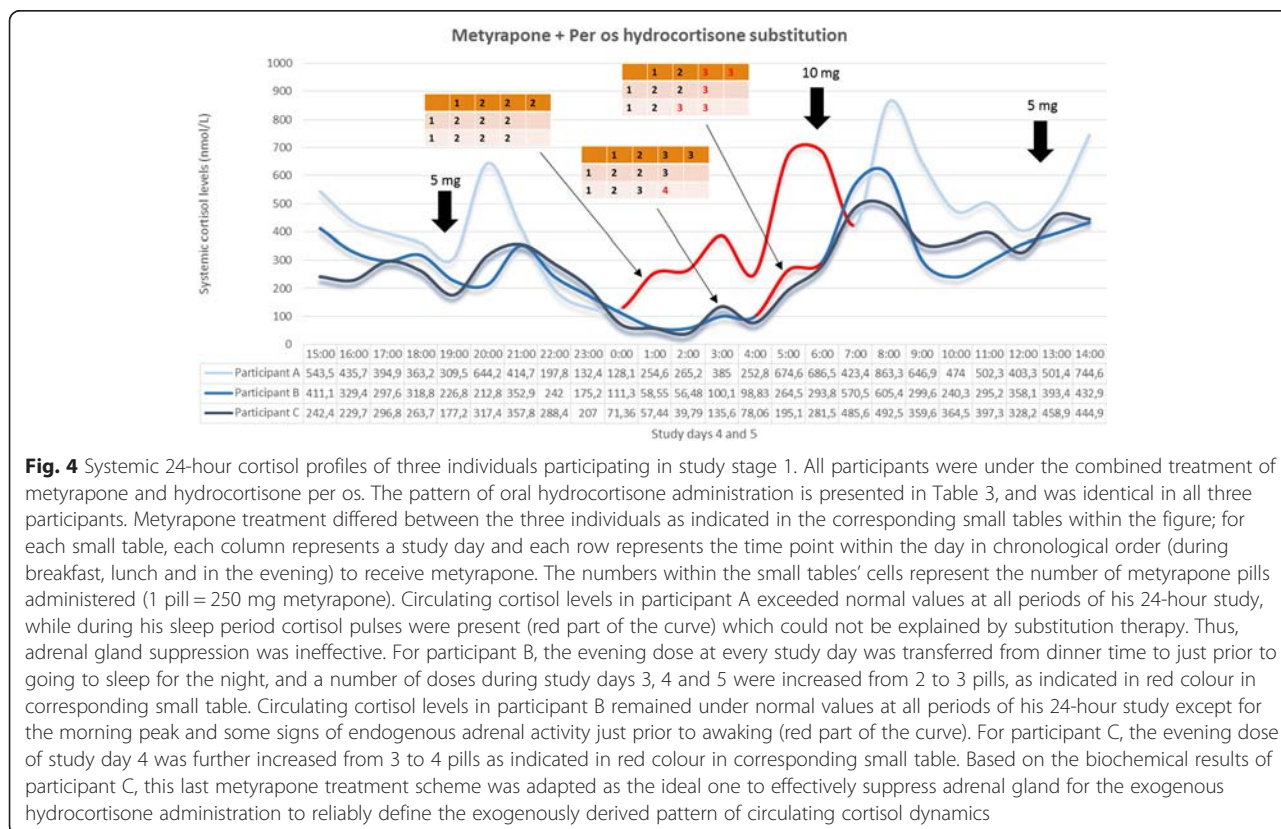 Metyrapone + Per os hydrocortisone substitution
Systemic cortisol levels (nmol/L)
1000
900
800
700
600
500
400
300
200
100
0
5 mg
10 mg
5 mg
1 2 2 2
1 2 2 2
1 2 2 2
1 2 3 3
1 2 2 3
1 2 3 4
1 2 3 3
1 2 2 3
1 2 3 3
15:00 16:00 17:00 18:00 19:00 20:00 21:00 22:00 23:00 0:00 1:00 2:00 3:00 4:00 5:00 6:00 7:00 8:00 9:00 10:00 11:00 12:00 13:00 14:00
Participant A 543,5 435,7 394,9 363,2 309,5 644,2 414,7 197,8 132,4 128,1 254,6 265,2 385 252,8 674,6 686,5 423,4 863,3 646,9 474 502,3 403,3 501,4 744,6
Participant B 411,1 329,4 297,6 318,8 226,8 212,8 352,9 242 175,2 111,3 58,55 56,48 100,1 98,83 264,5 293,8 570,5 605,4 299,6 240,3 295,2 358,1 393,4 432,9
Participant C 242,4 229,7 296,8 263,7 177,2 317,4 357,8 288,4 207 71,36 57,44 39,79 135,6 78,06 195,1 281,5 485,6 492,5 359,6 364,5 397,3 328,2 458,9 444,9
Study days 4 and 5
Fig. 4 Systemic 24-hour cortisol profiles of three individuals participating in study stage 1. All participants were under the combined treatment of
metyrapone and hydrocortisone per os. The pattern of oral hydrocortisone administration is presented in Table 3, and was identical in all three
participants. Metyrapone treatment differed between the three individuals as indicated in the corresponding small tables within the figure; for
each small table, each column represents a study day and each row represents the time point within the day in chronological order (during
breakfast, lunch and in the evening) to receive metyrapone. The numbers within the small tables' cells represent the number of metyrapone pills
administered (1 pill = 250 mg metyrapone). Circulating cortisol levels in participant A exceeded normal values at all periods of his 24-hour study,
while during his sleep period cortisol pulses were present (red part of the curve) which could not be explained by substitution therapy. Thus,
adrenal gland suppression was ineffective. For participant B, the evening dose at every study day was transferred from dinner time to just prior to
going to sleep for the night, and a number of doses during study days 3, 4 and 5 were increased from 2 to 3 pills, as indicated in red colour in
corresponding small table. Circulating cortisol levels in participant B remained under normal values at all periods of his 24-hour study except for
the morning peak and some signs of endogenous adrenal activity just prior to awaking (red part of the curve). For participant C, the evening dose
of study day 4 was further increased from 3 to 4 pills as indicated in red colour in corresponding small table. Based on the biochemical results of
participant C, this last metyrapone treatment scheme was adapted as the ideal one to effectively suppress adrenal gland for the exogenous
hydrocortisone administration to reliably define the exogenously derived pattern of circulating cortisol dynamics